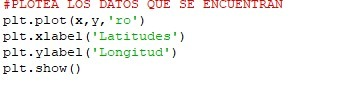 #PLOTEA LOS DATOS QUE SE ENCUENTRAN
plt.plot(x,y,'ro')
plt.xlabel('Latitudes')
plt.ylabel('Longitud')
plt.show()